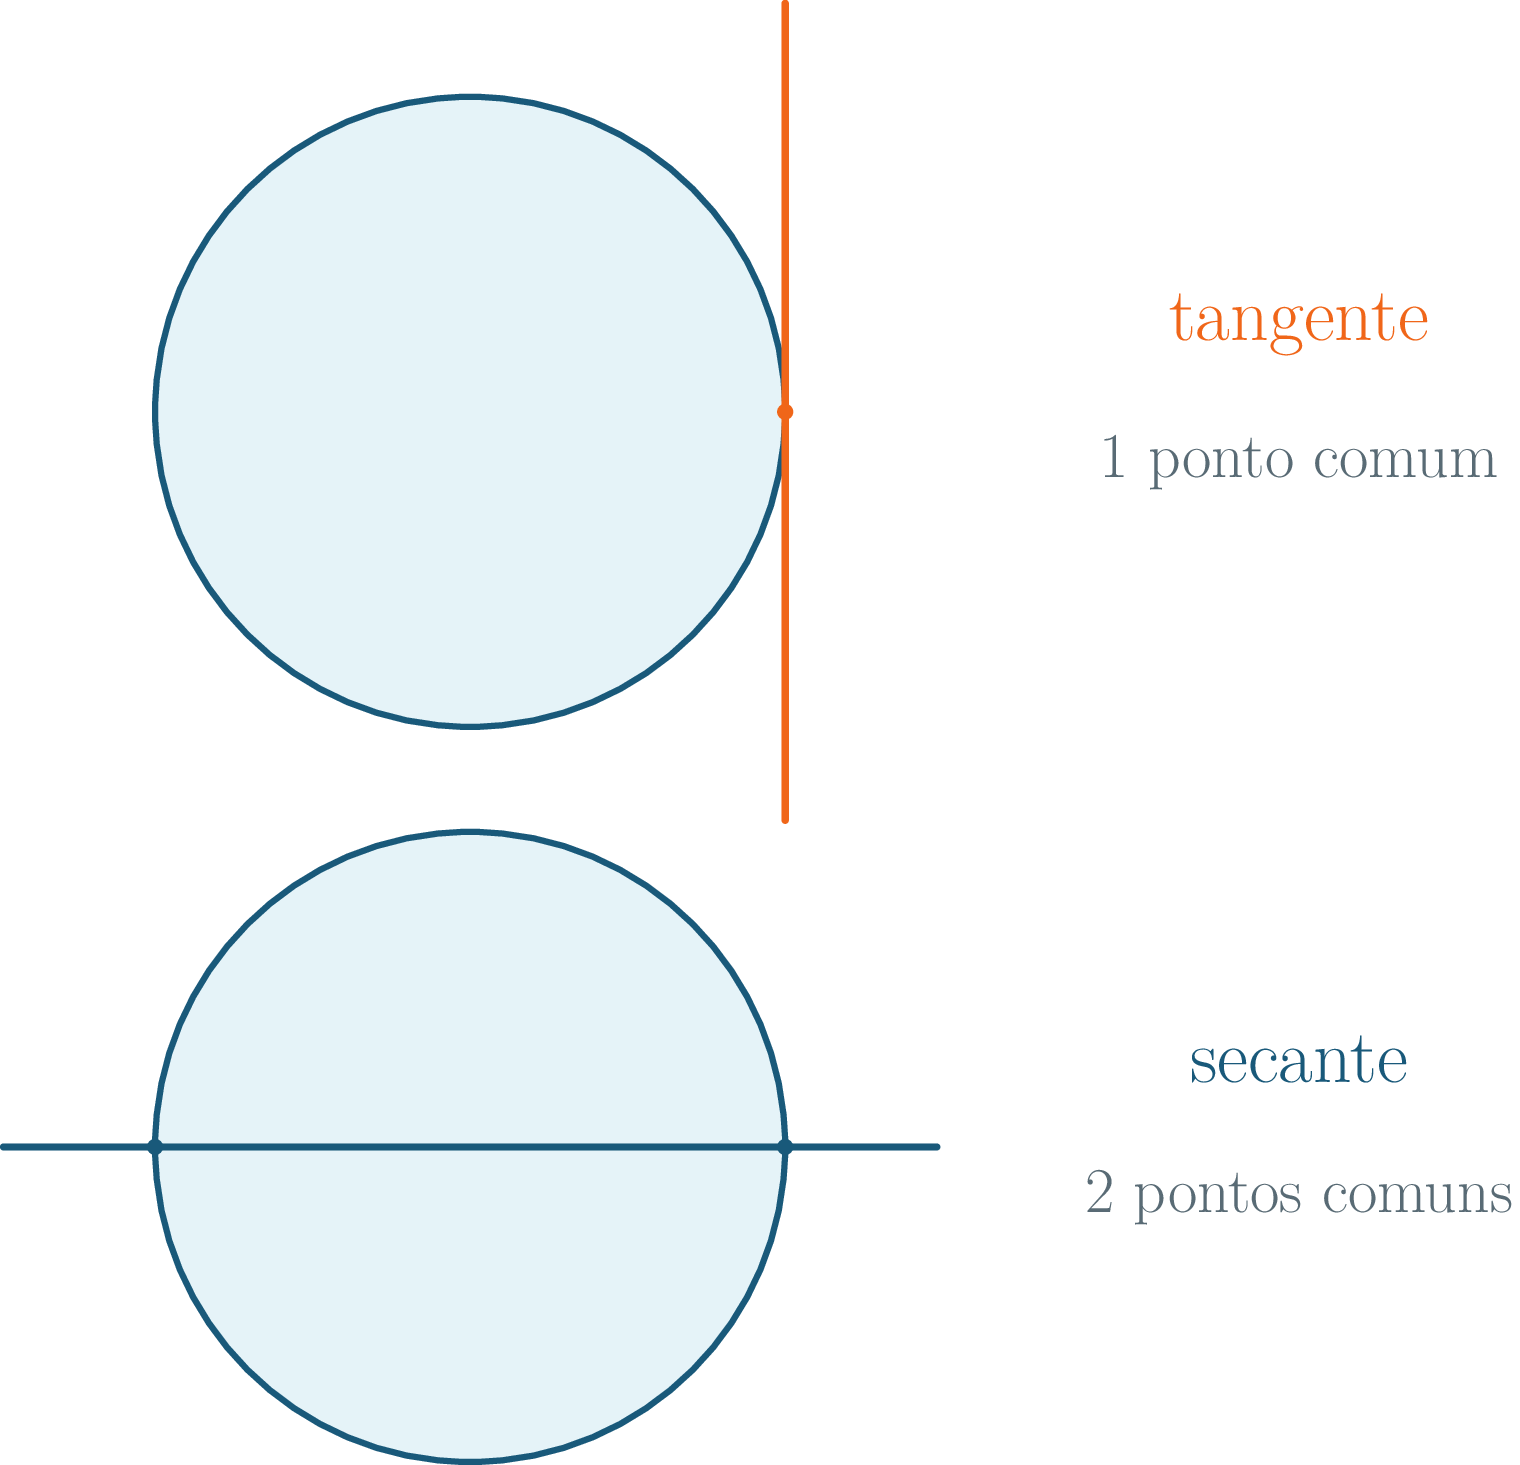 tangente
1 ponto comum
secante
2 pontos comuns